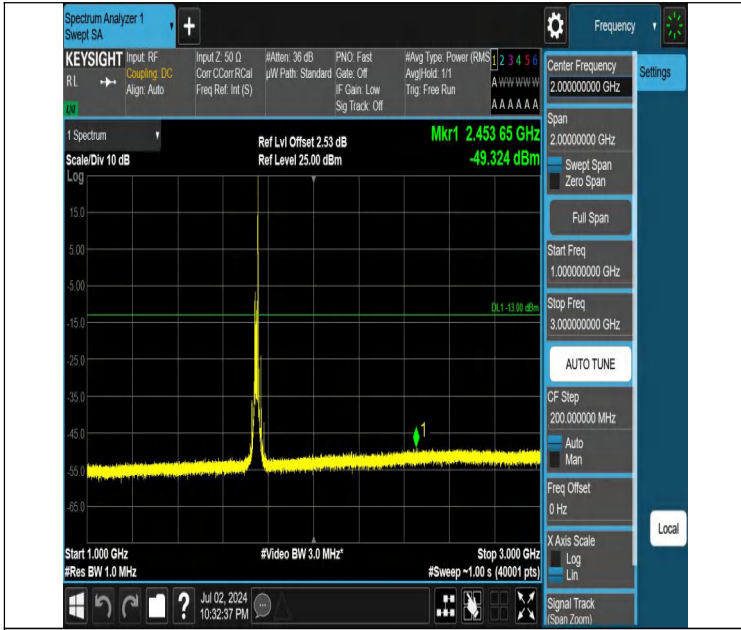 Spectrum Analyzer 1
Swept SA
+
Frequency
KEYSIGHT
RL
Input: RF
Coupling: DC
Align: Auto
Input Z: 50 Ω
Corr CCorr RCal
Freq Ref: Int (S)
#Atten: 36 dB
µW Path: Standard
PNO: Fast
Gate: Off
IF Gain: Low
Sig Track: Off
#Avg Type: Power (RMS
Avg|Hold: 1/1
Trig: Free Run
1 2 3 4 5 6
A W W W W W
A A A A A A
1 Spectrum
Scale/Div 10 dB
Log
Ref Lvl Offset 2.53 dB
Ref Level 25.00 dBm
Mkr1 2.453 65 GHz
-49.324 dBm
15.0
5.00
-5.00
DL1 -13.00 dBm
-15.0
-25.0
-35.0
-45.0
1
-55.0
-65.0
Start 1.000 GHz
#Res BW 1.0 MHz
#Video BW 3.0 MHz*
Stop 3.000 GHz
#Sweep ~1.00 s (40001 pts)
?
Jul 02, 2024
10:32:37 PM
Center Frequency
2.000000000 GHz
Settings
Span
2.00000000 GHz
Swept Span
Zero Span
Full Span
Start Freq
1.000000000 GHz
Stop Freq
3.000000000 GHz
AUTO TUNE
CF Step
200.000000 MHz
Auto
Man
Freq Offset
0 Hz
X Axis Scale
Log
Lin
Local
Signal Track
(Span Zoom)